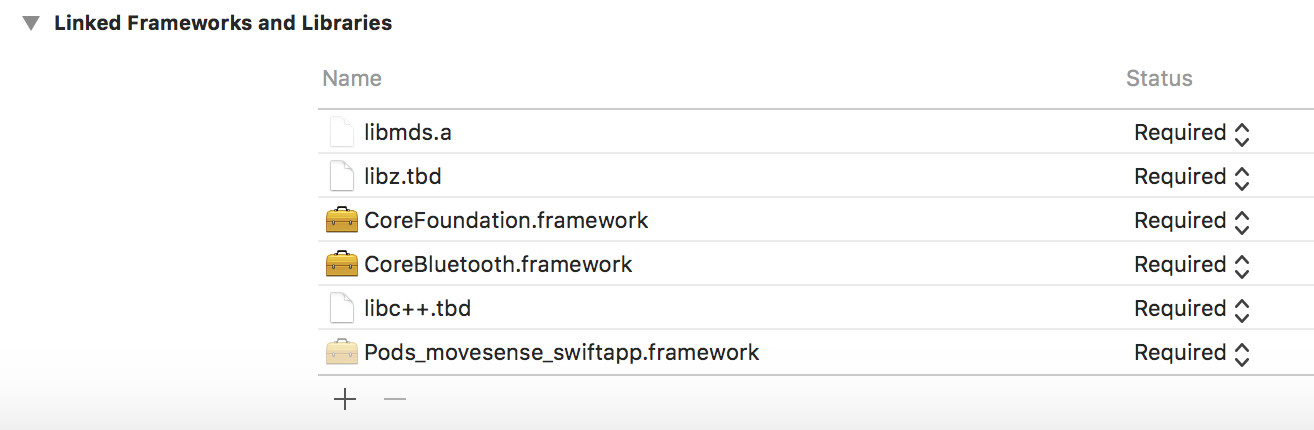 Linked Frameworks and Libraries
Name Status
libmds.a Required
libz.tbd Required
CoreFoundation.framework Required
CoreBluetooth.framework Required
libc++.tbd Required
Pods_movesense_swiftapp.framework Required